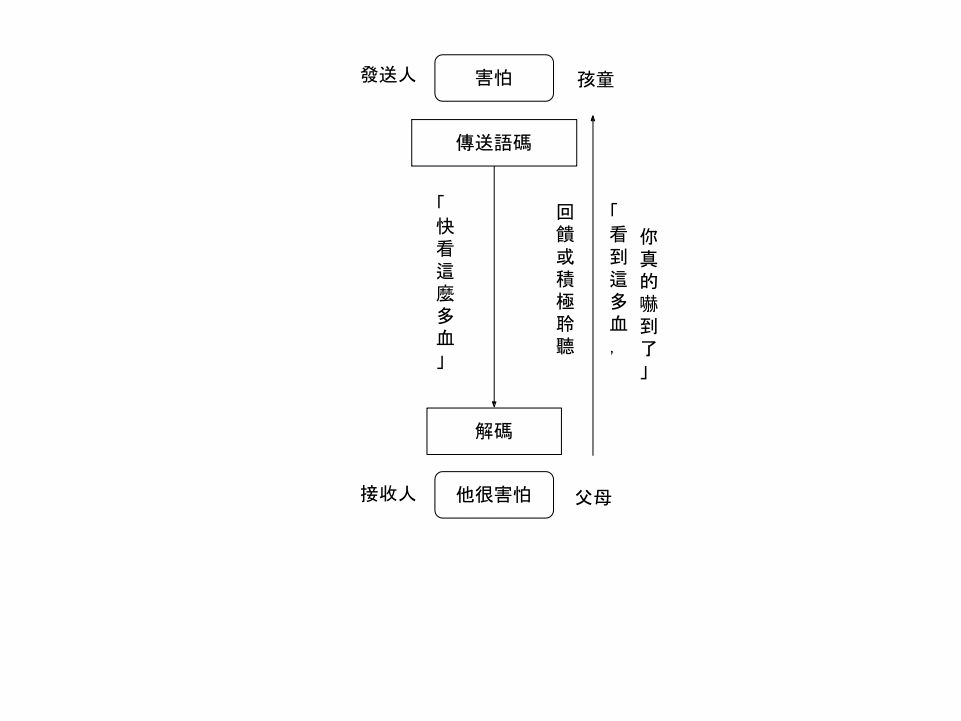 發送人
害怕
孩童
傳送語碼
「快看這麼多血」
回饋或積極聆聽
「看到這多血，
你真的嚇到了」
解碼
接收人
他很害怕
父母